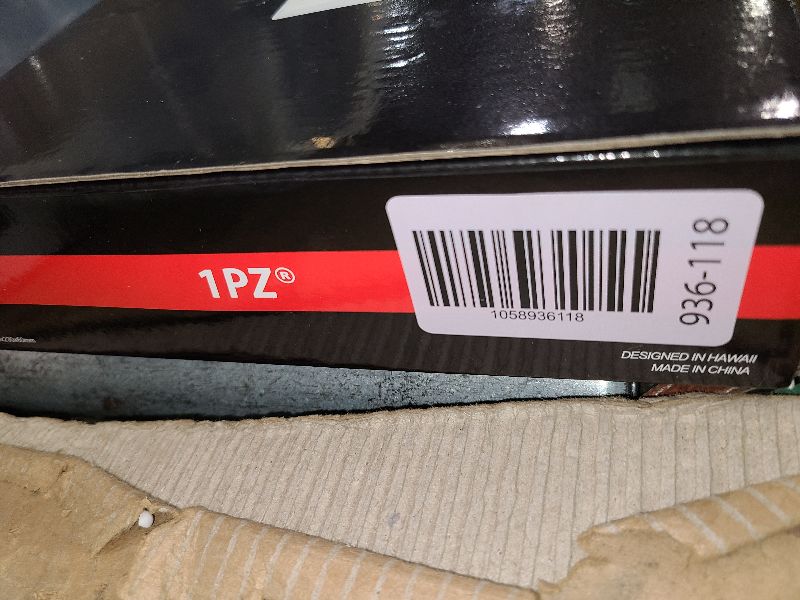 1PZ®
1058936118
936-118
DESIGNED IN HAWAII
MADE IN CHINA